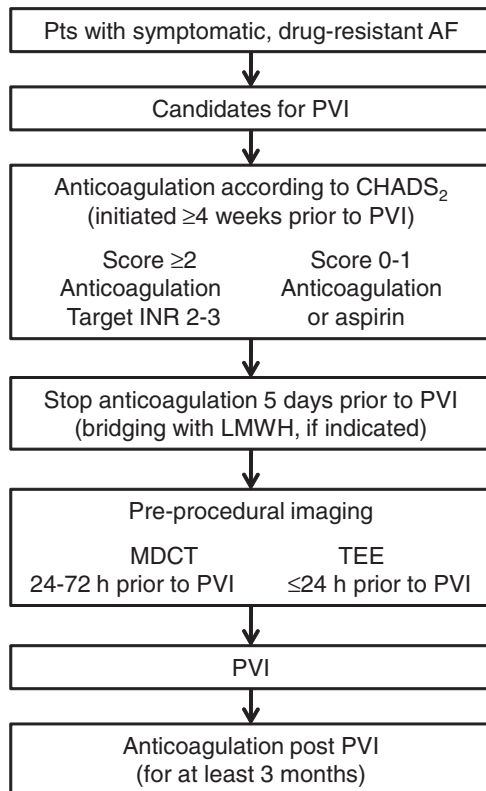 Pts with symptomatic, drug-resistant AF
Candidates for PVI
Anticoagulation according to CHADS₂
(initiated ≥4 weeks prior to PVI)
Score ≥2 Score 0-1
Anticoagulation Anticoagulation
Target INR 2-3 or aspirin
Stop anticoagulation 5 days prior to PVI
(bridging with LMWH, if indicated)
Pre-procedural imaging
MDCT TEE
24-72 h prior to PVI ≤24 h prior to PVI
PVI
Anticoagulation post PVI
(for at least 3 months)